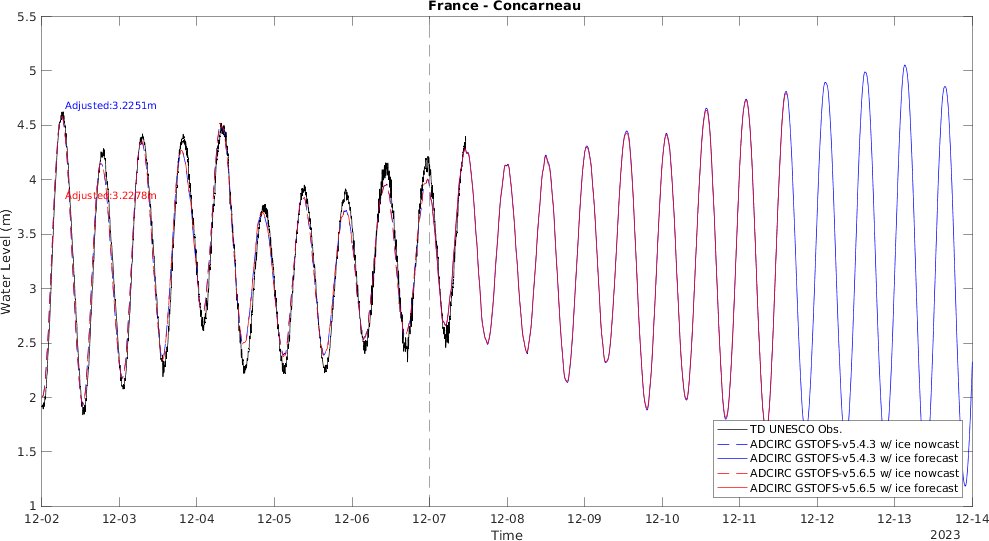 France - Concarneau
5.5
5
4.5
4
3.5
3
2.5
2
1.5
1
Water Level (m)
Adjusted:3.2251m
Adjusted:3.2278m
TD UNESCO Obs.
ADCIRC GSTOFS-v5.4.3 w/ ice nowcast
ADCIRC GSTOFS-v5.4.3 w/ ice forecast
ADCIRC GSTOFS-v5.6.5 w/ ice nowcast
ADCIRC GSTOFS-v5.6.5 w/ ice forecast
12-02 12-03 12-04 12-05 12-06 12-07 12-08 12-09 12-10 12-11 12-12 12-13 12-14
Time
2023